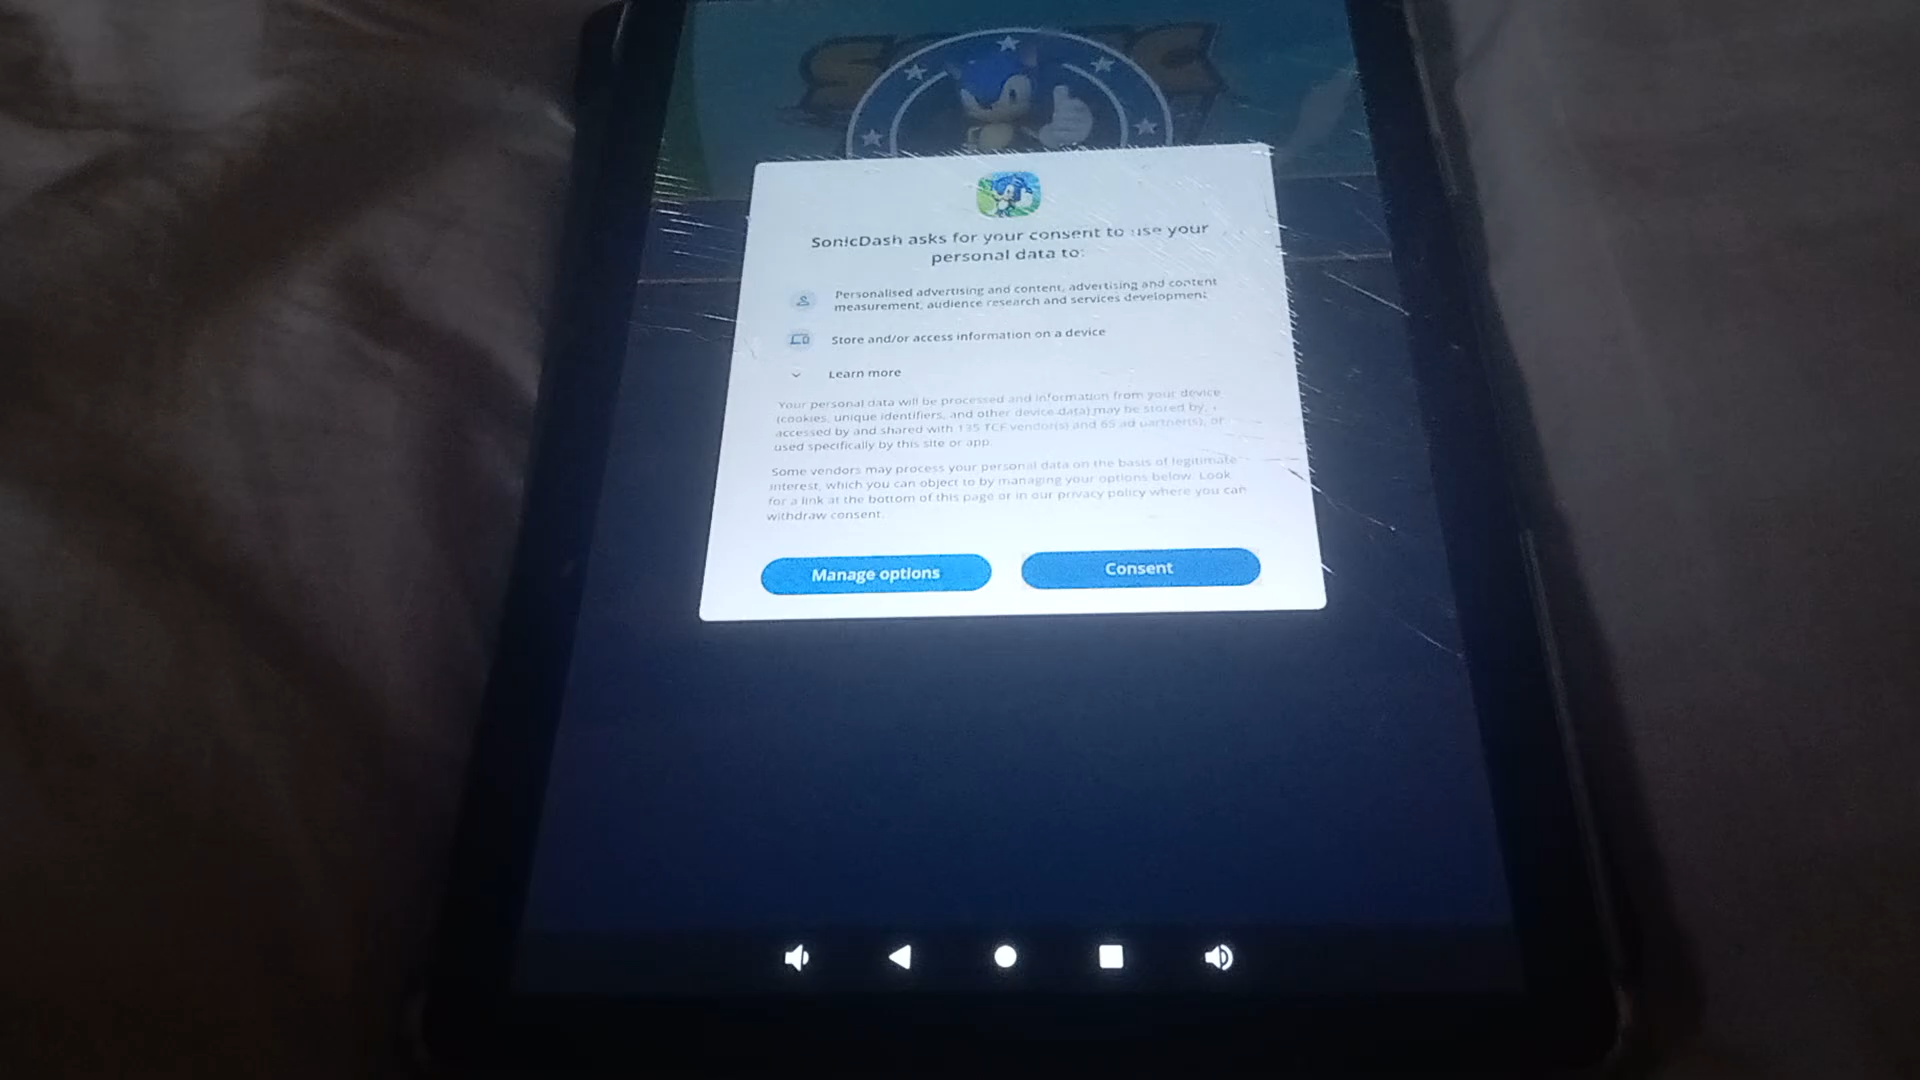 SonicDash asks for your consent to use your
personal data to:
Personalised advertising and content, advertising and content
measurement, audience research and services development
Store and/or access information on a device
Learn more
Your personal data will be processed and information from your device
(cookies, unique identifiers, and other device data) may be stored by,
accessed by and shared with 135 TCF vendor(s) and 65 ad partner(s), or
used specifically by this site or app.
Some vendors may process your personal data on the basis of legitimate
interest, which you can object to by managing your options below. Look
for a link at the bottom of this page or in our privacy policy where you can
withdraw consent.
Manage options
Consent